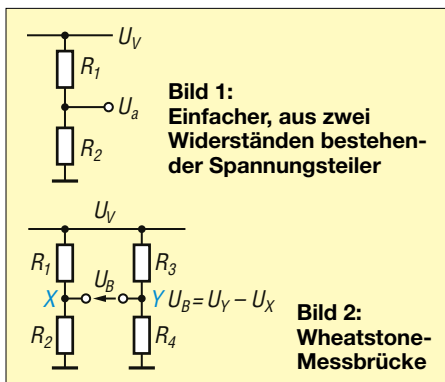 U_V
R_1
U_a
R_2
Bild 1:
Einfacher, aus zwei
Widerständen bestehen-
der Spannungsteiler
U_V
R_1
U_B
R_3
X
Y U_B = U_Y – U_X
R_2
R_4
Bild 2:
Wheatstone-
Messbrücke